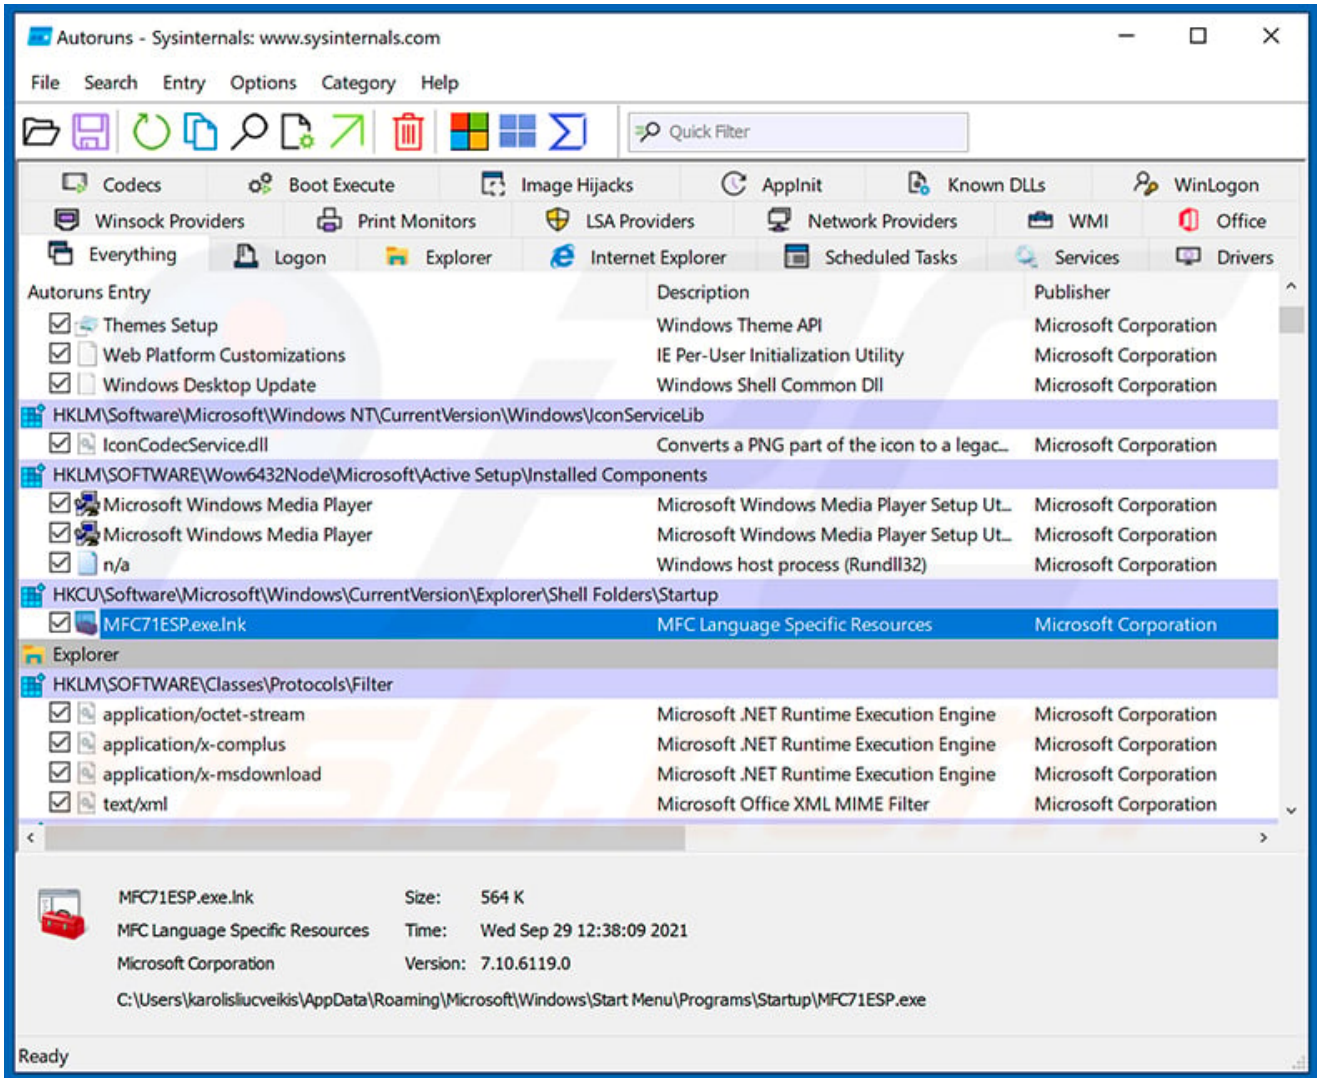 Autoruns - Sysinternals: www.sysinternals.com
File Search Entry Options Category Help
Quick Filter
Codecs Boot Execute Image Hijacks AppInit Known DLLs WinLogon
Winsock Providers Print Monitors LSA Providers Network Providers WMI Office
Everything Logon Explorer Internet Explorer Scheduled Tasks Services Drivers
Autoruns Entry Description Publisher
Themes Setup Windows Theme API Microsoft Corporation
Web Platform Customizations IE Per-User Initialization Utility Microsoft Corporation
Windows Desktop Update Windows Shell Common Dll Microsoft Corporation
HKLM\Software\Microsoft\Windows NT\CurrentVersion\Windows\IconServiceLib
IconCodecService.dll Converts a PNG part of the icon to a legac... Microsoft Corporation
HKLM\SOFTWARE\Wow6432Node\Microsoft\Active Setup\Installed Components
Microsoft Windows Media Player Microsoft Windows Media Player Setup Ut... Microsoft Corporation
Microsoft Windows Media Player Microsoft Windows Media Player Setup Ut... Microsoft Corporation
n/a Windows host process (Rundll32) Microsoft Corporation
HKCU\Software\Microsoft\Windows\CurrentVersion\Explorer\Shell Folders\Startup
MFC71ESP.exe.lnk MFC Language Specific Resources Microsoft Corporation
Explorer
HKLM\SOFTWARE\Classes\Protocols\Filter
application/octet-stream Microsoft .NET Runtime Execution Engine Microsoft Corporation
application/x-complus Microsoft .NET Runtime Execution Engine Microsoft Corporation
application/x-msdownload Microsoft .NET Runtime Execution Engine Microsoft Corporation
text/xml Microsoft Office XML MIME Filter Microsoft Corporation
MFC71ESP.exe.lnk Size: 564 K
MFC Language Specific Resources Time: Wed Sep 29 12:38:09 2021
Microsoft Corporation Version: 7.10.6119.0
C:\Users\karolisliucveikis\AppData\Roaming\Microsoft\Windows\Start Menu\Programs\Startup\MFC71ESP.exe
Ready